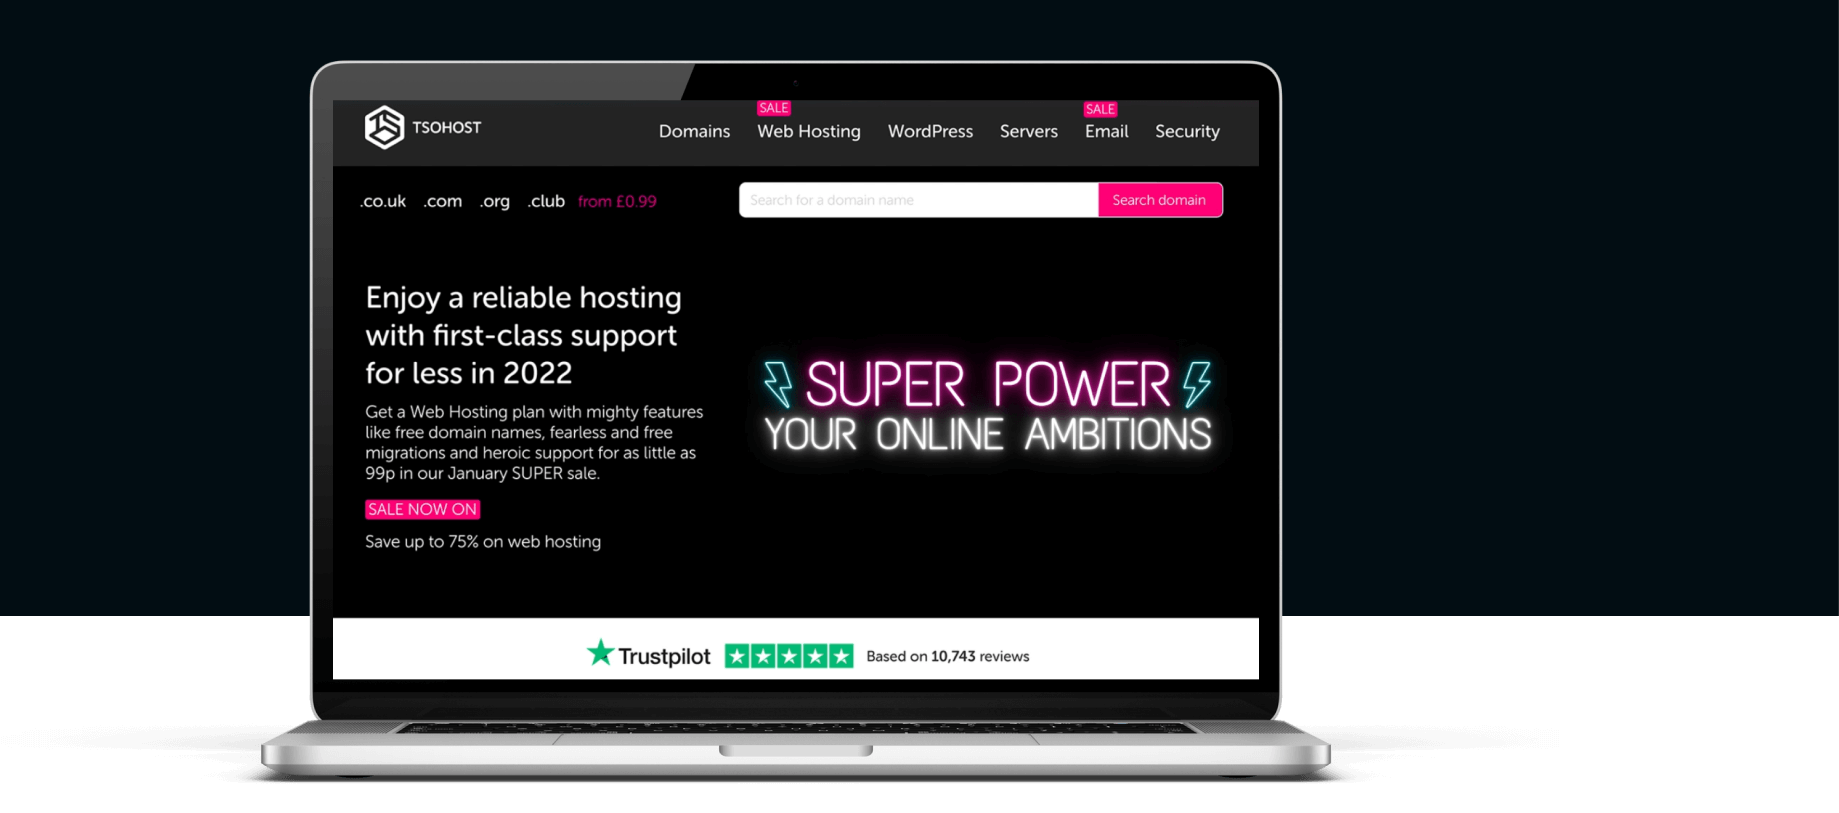 TSOHOST
SALE
SALE
Domains Web Hosting WordPress Servers Email Security
.co.uk .com .org .club from £0.99
Search for a domain name
Search domain
Enjoy a reliable hosting
with first-class support
for less in 2022
Get a Web Hosting plan with mighty features
like free domain names, fearless and free
migrations and heroic support for as little as
99p in our January SUPER sale.
SALE NOW ON
Save up to 75% on web hosting
SUPER POWER
YOUR ONLINE AMBITIONS
Trustpilot Based on 10,743 reviews